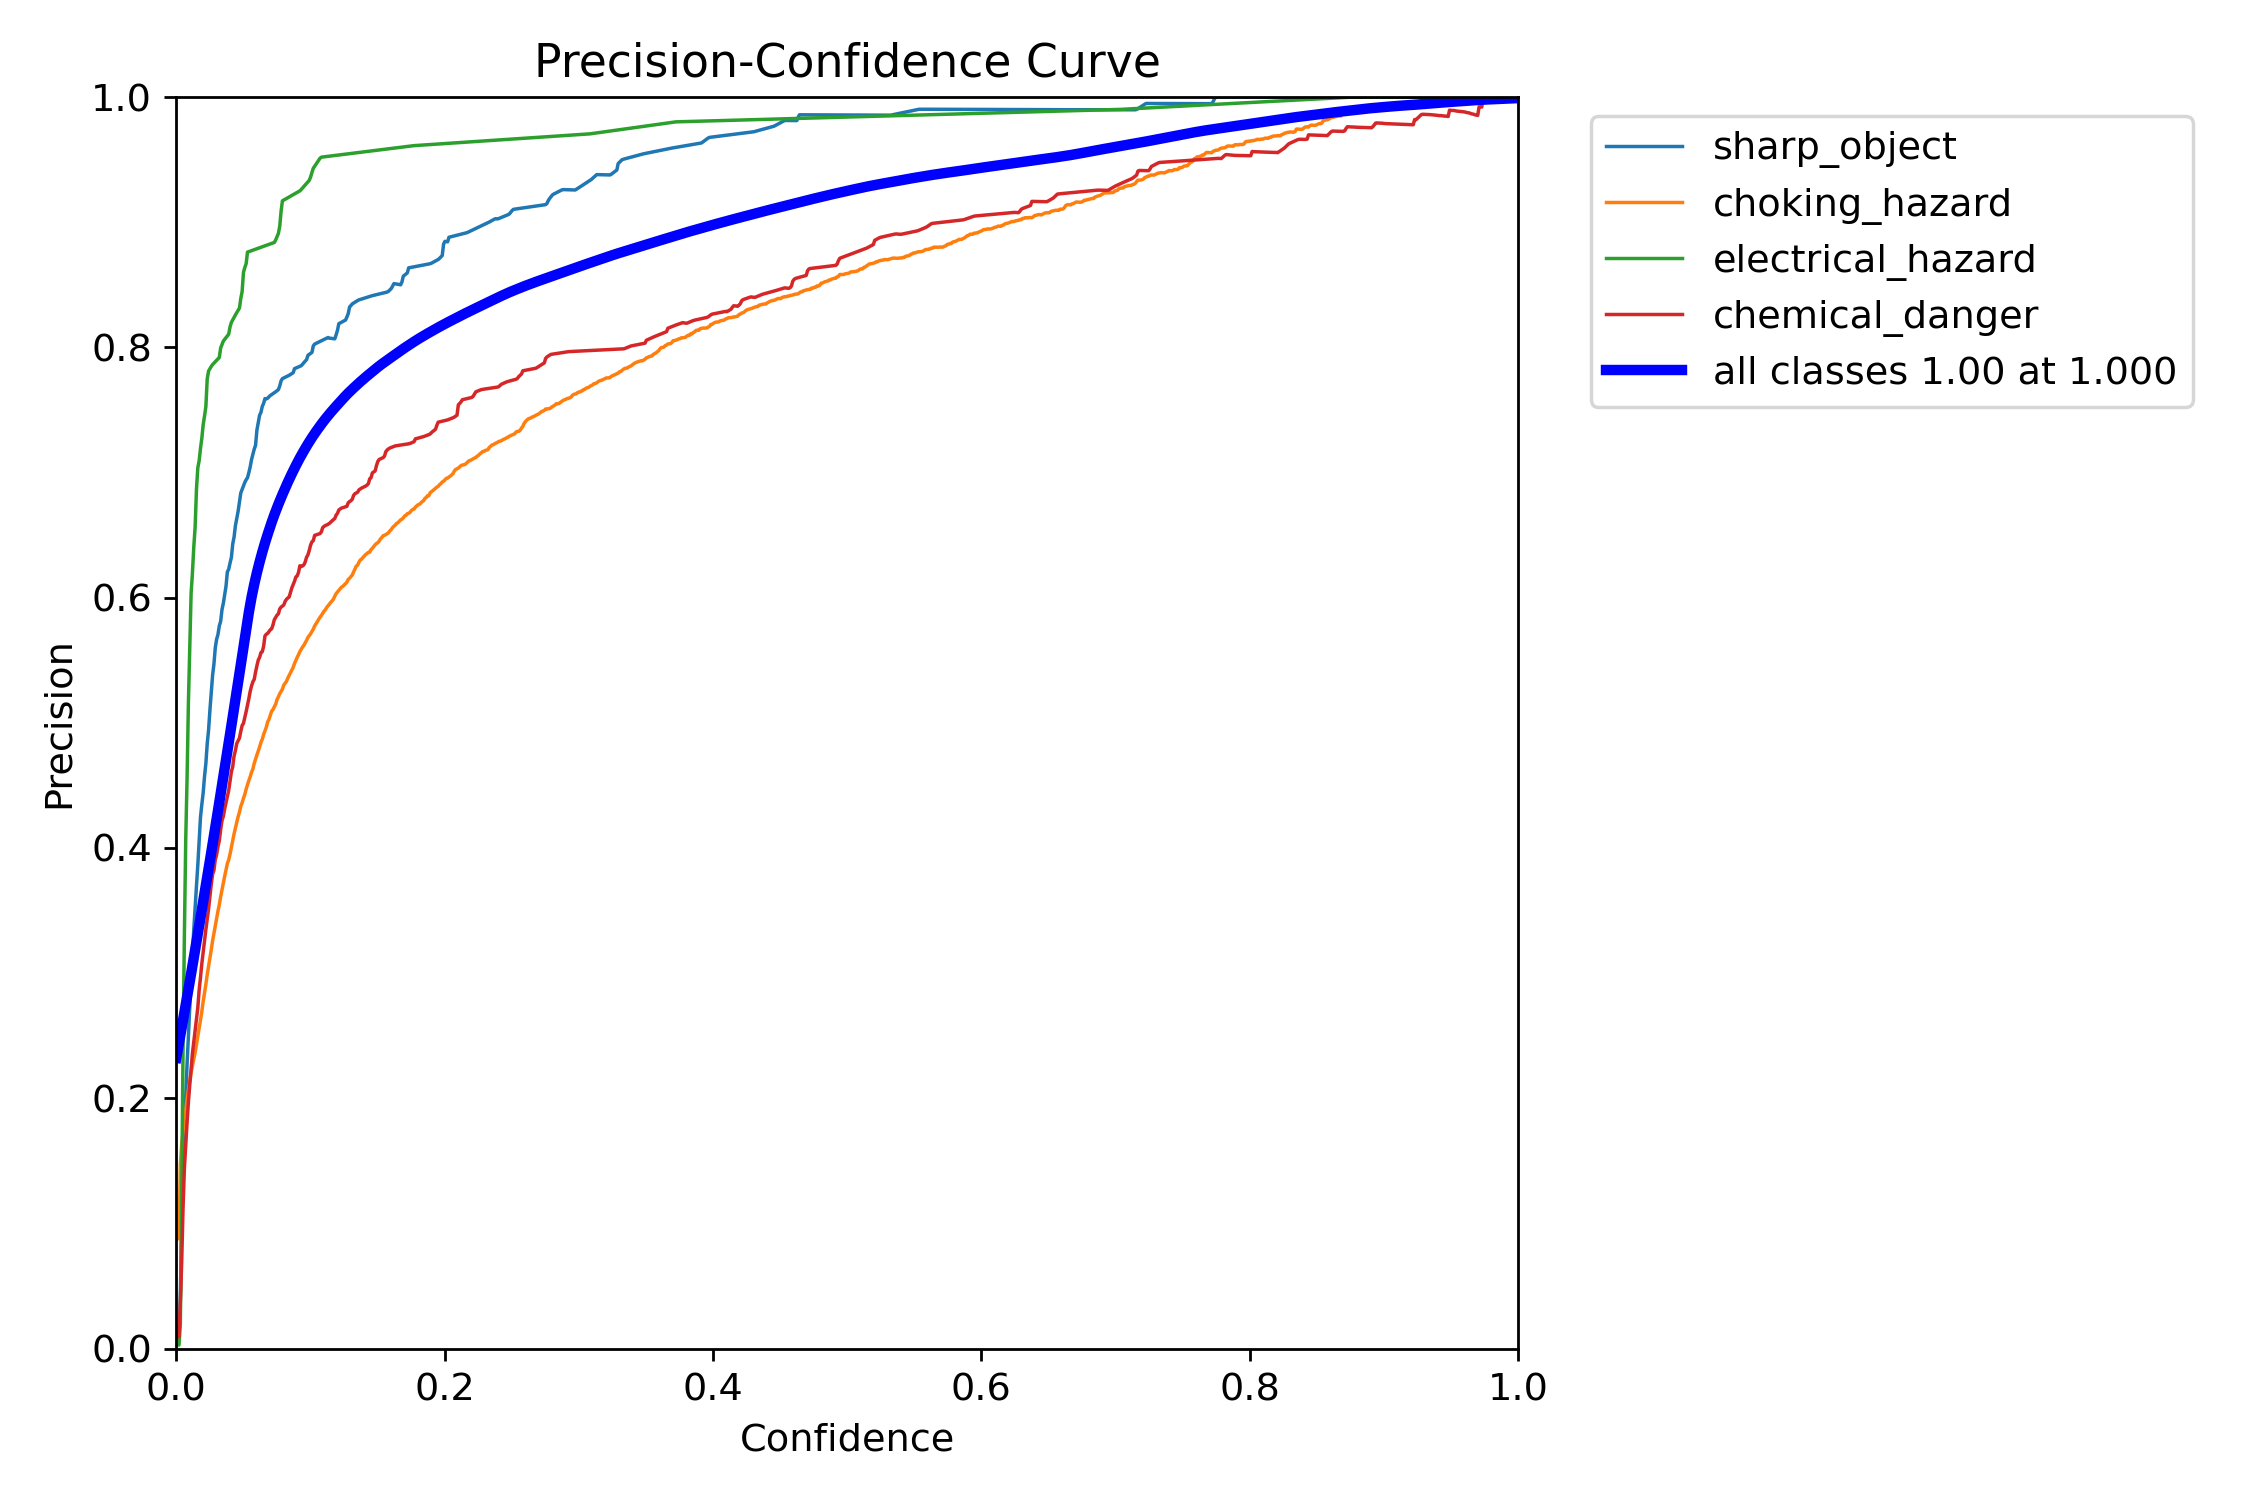 Precision-Confidence Curve
1.0
0.8
0.6
0.4
0.2
0.0
Precision
0.0 0.2 0.4 0.6 0.8 1.0
Confidence
sharp_object
choking_hazard
electrical_hazard
chemical_danger
all classes 1.00 at 1.000